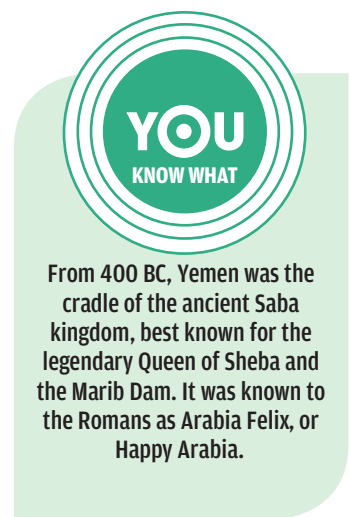 YOU
KNOW WHAT
From 400 BC, Yemen was the
cradle of the ancient Saba
kingdom, best known for the
legendary Queen of Sheba and
the Marib Dam. It was known to
the Romans as Arabia Felix, or
Happy Arabia.